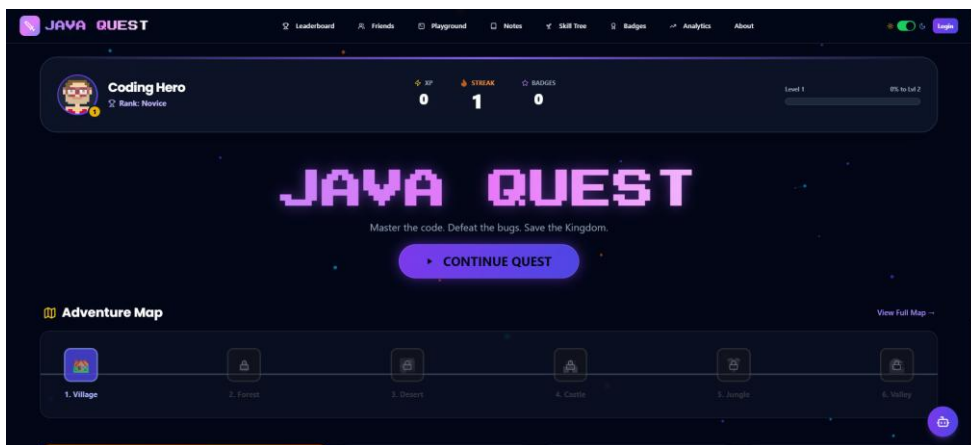 JAVA QUEST
Leaderboard Friends Playground Notes Skill Tree Badges Analytics About
Login
Coding Hero
Rank: Novice
1
XP STREAK BADGES
0 1 0
Level 1 0% to Lvl 2
JAVA QUEST
Master the code. Defeat the bugs. Save the Kingdom.
CONTINUE QUEST
Adventure Map
View Full Map →
1. Village 2. Forest 3. Desert 4. Castle 5. Jungle 6. Valley